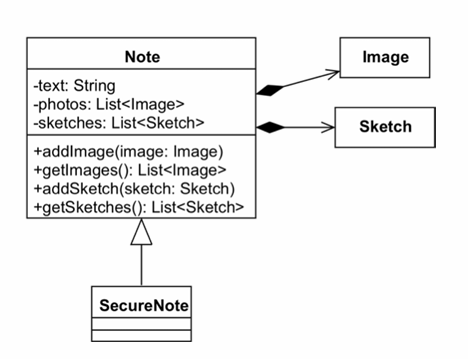 Note
-text: String
-photos: List<Image>
-sketches: List<Sketch>
+addImage(image: Image)
+getImages(): List<Image>
+addSketch(sketch: Sketch)
+getSketches(): List<Sketch>
Image
Sketch
SecureNote